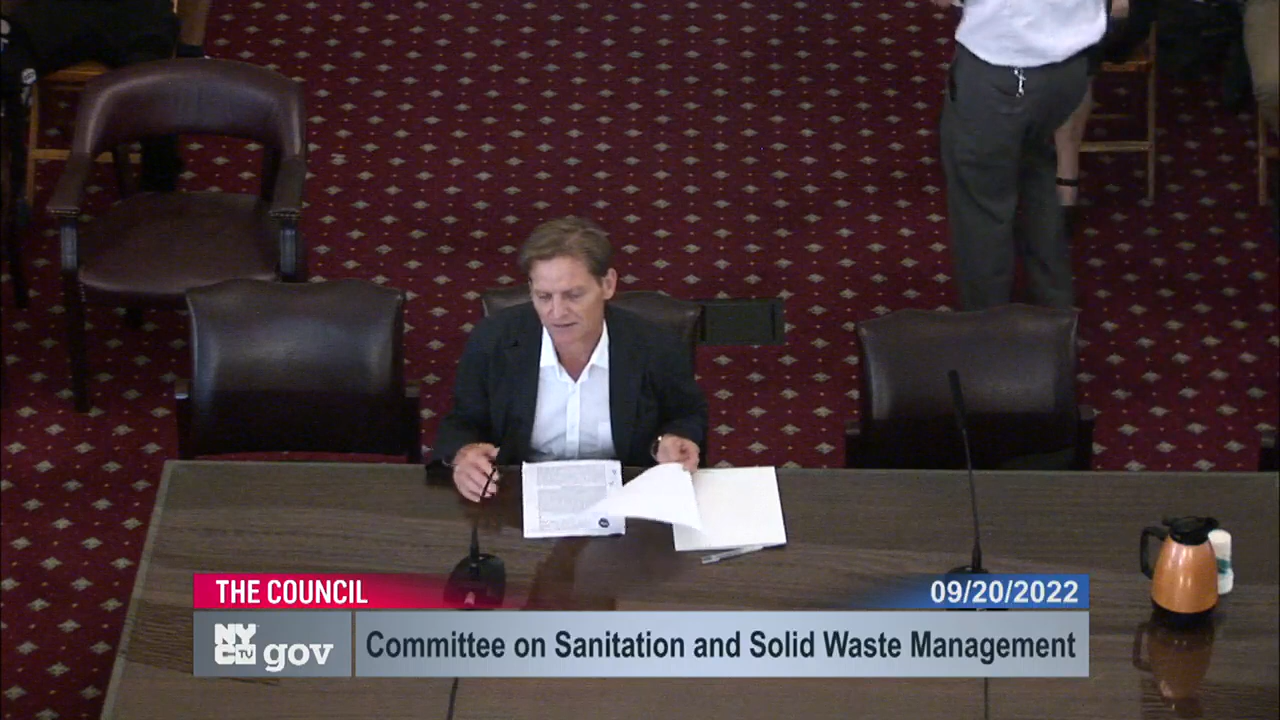 THE COUNCIL
09/20/2022
NYC TV gov
Committee on Sanitation and Solid Waste Management